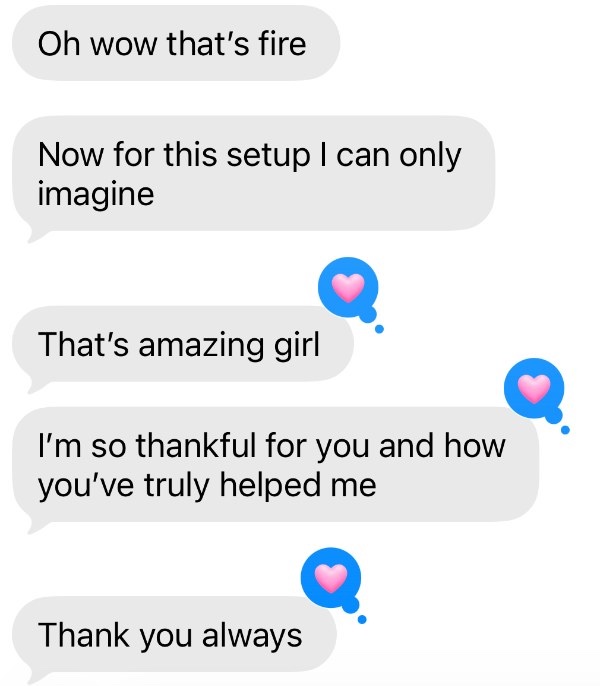 Oh wow that’s fire
Now for this setup I can only
imagine
That’s amazing girl
I’m so thankful for you and how
you’ve truly helped me
Thank you always